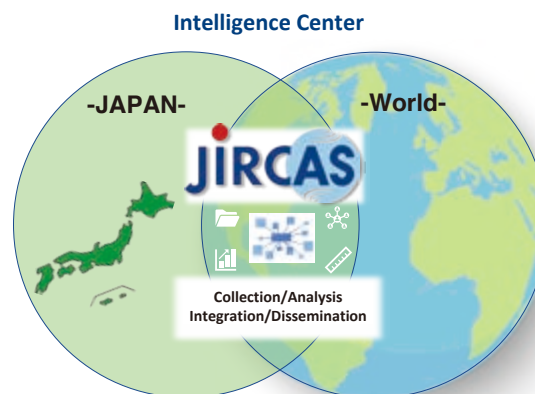 Intelligence Center
-JAPAN-
-World-
JIRCAS
Collection/Analysis
Integration/Dissemination